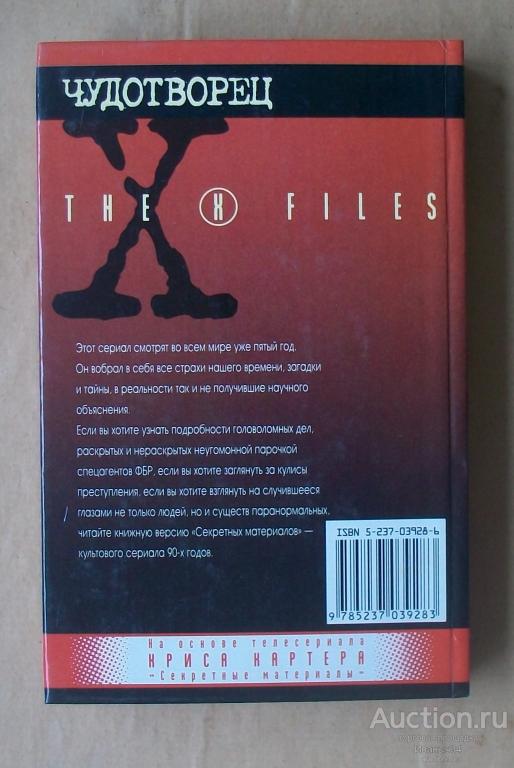 ЧУДОТВОРЕЦ
THE X FILES
Этот сериал смотрят во всем мире уже пятый год.
Он вобрал в себя все страхи нашего времени, загадки
и тайны, в реальности так и не получившие научного
объяснения.
Если вы хотите узнать подробности головоломных дел,
раскрытых и нераскрытых неугомонной парочкой
спецагентов ФБР, если вы хотите заглянуть за кулисы
преступления, если вы хотите взглянуть на случившееся
глазами не только людей, но и существ паранормальных,
читайте книжную версию «Секретных материалов» —
культового сериала 90-х годов.
ISBN 5-237-03928-6
9 785237 039283
На основе телесериала
КРИСА КАРТЕРА
-Секретные материалы-
Auction.ru